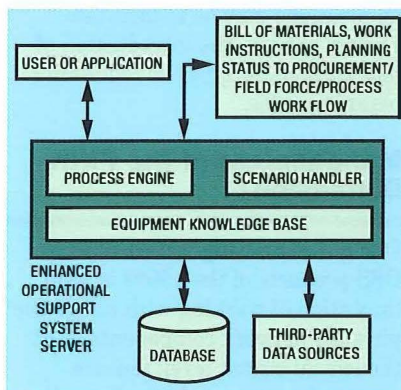 USER OR APPLICATION
BILL OF MATERIALS, WORK
INSTRUCTIONS, PLANNING
STATUS TO PROCUREMENT/
FIELD FORCE/PROCESS
WORK FLOW
PROCESS ENGINE
SCENARIO HANDLER
EQUIPMENT KNOWLEDGE BASE
ENHANCED
OPERATIONAL
SUPPORT
SYSTEM
SERVER
DATABASE
THIRD-PARTY
DATA SOURCES